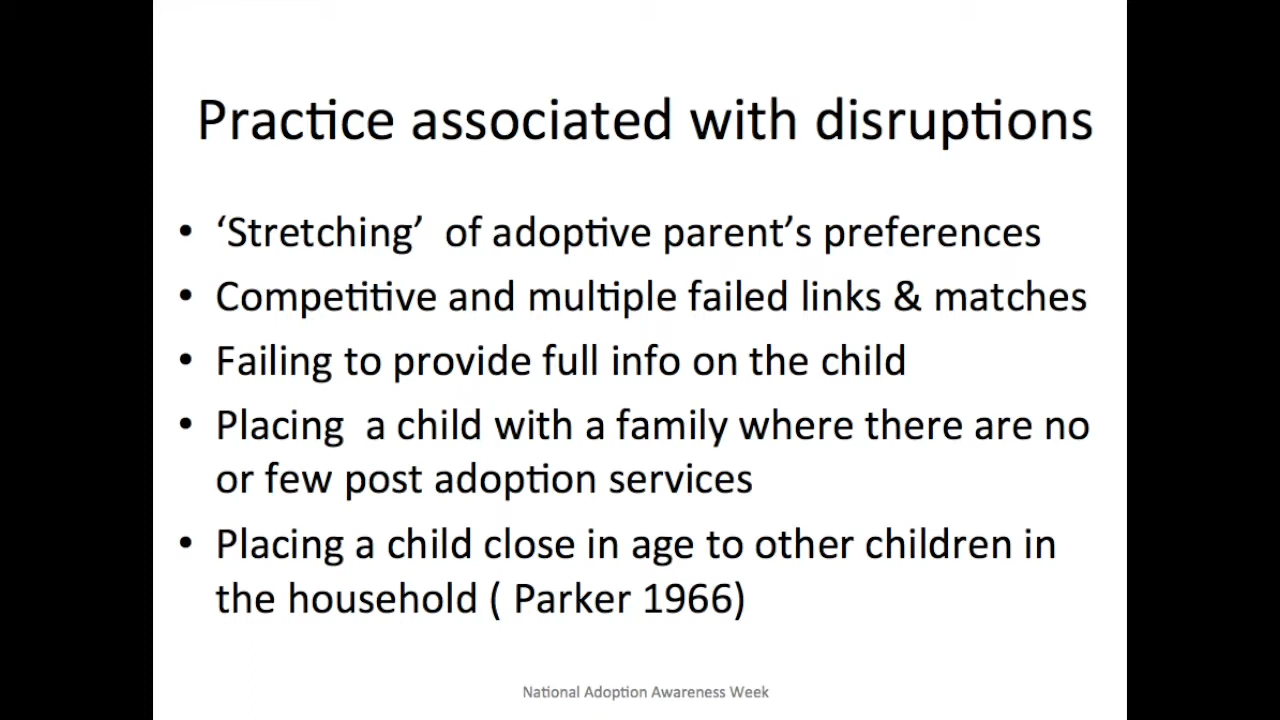 Practice associated with disruptions
• ‘Stretching’ of adoptive parent’s preferences
• Competitive and multiple failed links & matches
• Failing to provide full info on the child
• Placing a child with a family where there are no
or few post adoption services
• Placing a child close in age to other children in
the household ( Parker 1966)
National Adoption Awareness Week